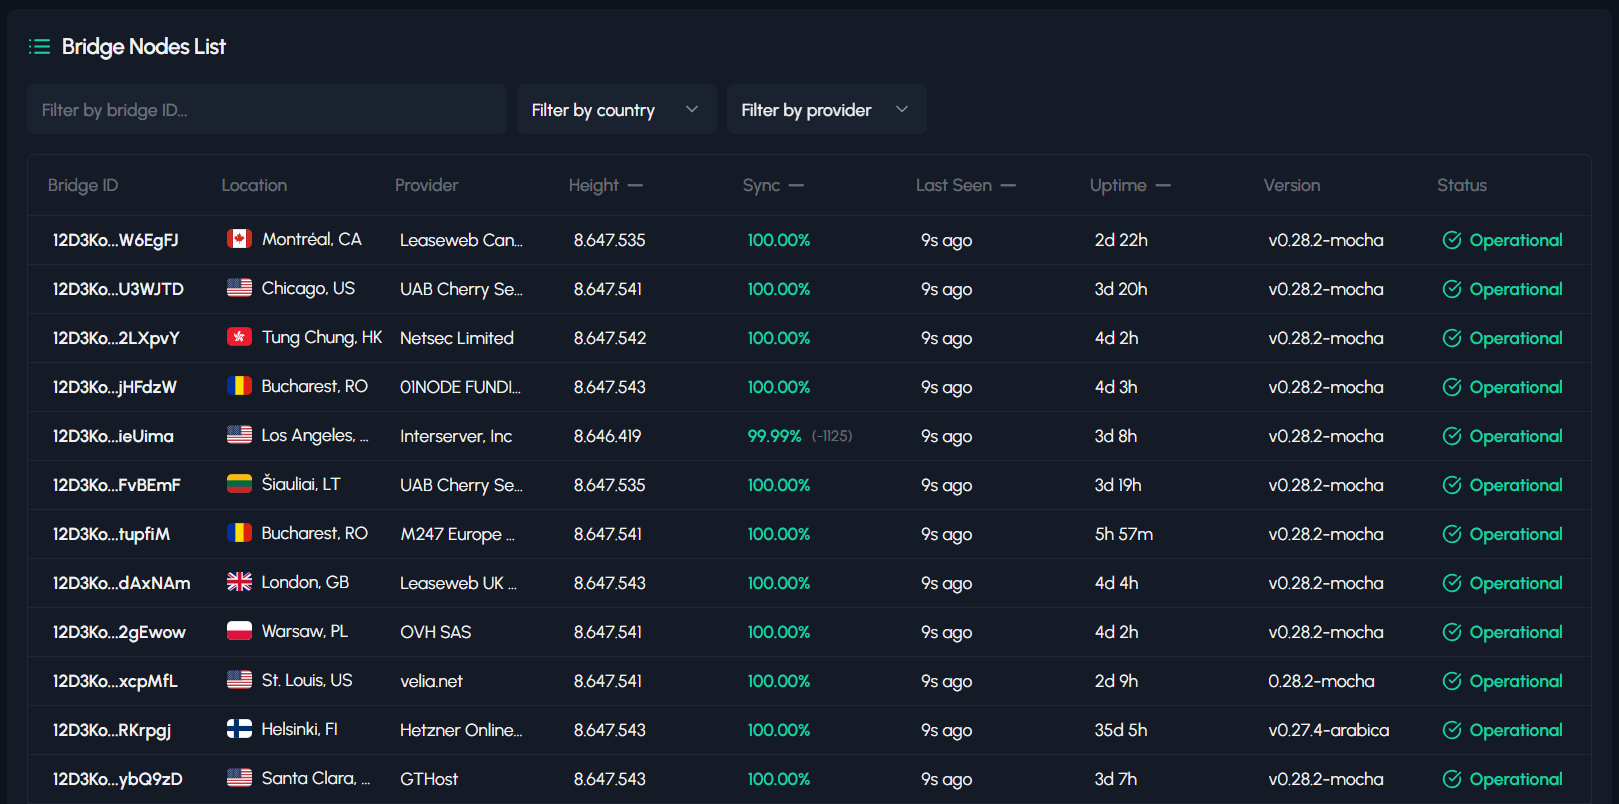 Bridge Nodes List
Filter by bridge ID... Filter by country Filter by provider
Bridge ID Location Provider Height Sync Last Seen Uptime Version Status
12D3Ko...W6EgFJ Montréal, CA Leaseweb Can... 8.647.535 100.00% 9s ago 2d 22h v0.28.2-mocha Operational
12D3Ko...U3WJTD Chicago, US UAB Cherry Se... 8.647.541 100.00% 9s ago 3d 20h v0.28.2-mocha Operational
12D3Ko...2LXpvY Tung Chung, HK Netsec Limited 8.647.542 100.00% 9s ago 4d 2h v0.28.2-mocha Operational
12D3Ko...jHFdzW Bucharest, RO 01NODE FUNDI... 8.647.543 100.00% 9s ago 4d 3h v0.28.2-mocha Operational
12D3Ko...ieUima Los Angeles, ... Interserver, Inc 8.646.419 99.99% (-1125) 9s ago 3d 8h v0.28.2-mocha Operational
12D3Ko...FvBEmF Šiauliai, LT UAB Cherry Se... 8.647.535 100.00% 9s ago 3d 19h v0.28.2-mocha Operational
12D3Ko...tupfiM Bucharest, RO M247 Europe ... 8.647.541 100.00% 9s ago 5h 57m v0.28.2-mocha Operational
12D3Ko...dAxNAm London, GB Leaseweb UK ... 8.647.543 100.00% 9s ago 4d 4h v0.28.2-mocha Operational
12D3Ko...2gEwow Warsaw, PL OVH SAS 8.647.541 100.00% 9s ago 4d 2h v0.28.2-mocha Operational
12D3Ko...xcpMfL St. Louis, US velia.net 8.647.541 100.00% 9s ago 2d 9h 0.28.2-mocha Operational
12D3Ko...RKrpgj Helsinki, FI Hetzner Online... 8.647.543 100.00% 9s ago 35d 5h v0.27.4-arabica Operational
12D3Ko...ybQ9zD Santa Clara, ... GTHost 8.647.543 100.00% 9s ago 3d 7h v0.28.2-mocha Operational